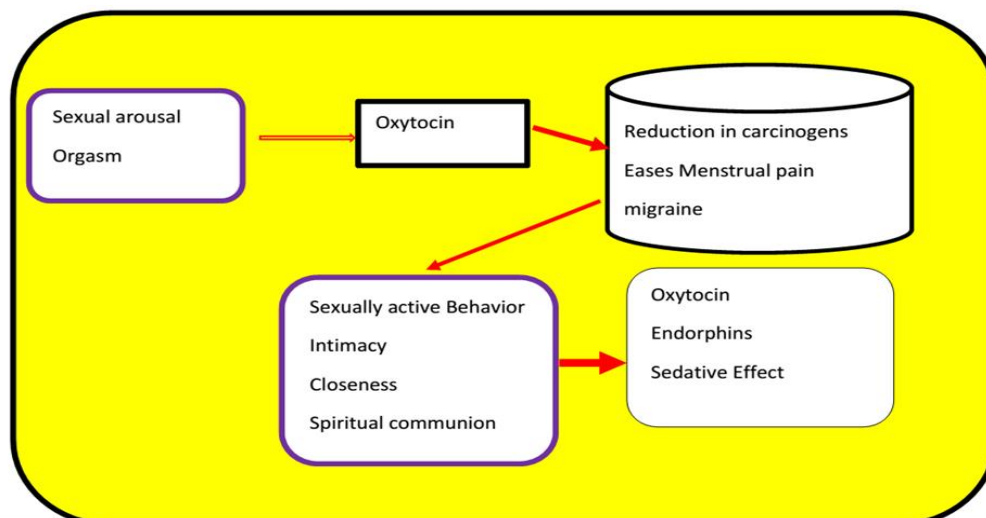 Sexual arousal
Orgasm
Oxytocin
Reduction in carcinogens
Eases Menstrual pain
migraine
Sexually active Behavior
Intimacy
Closeness
Spiritual communion
Oxytocin
Endorphins
Sedative Effect